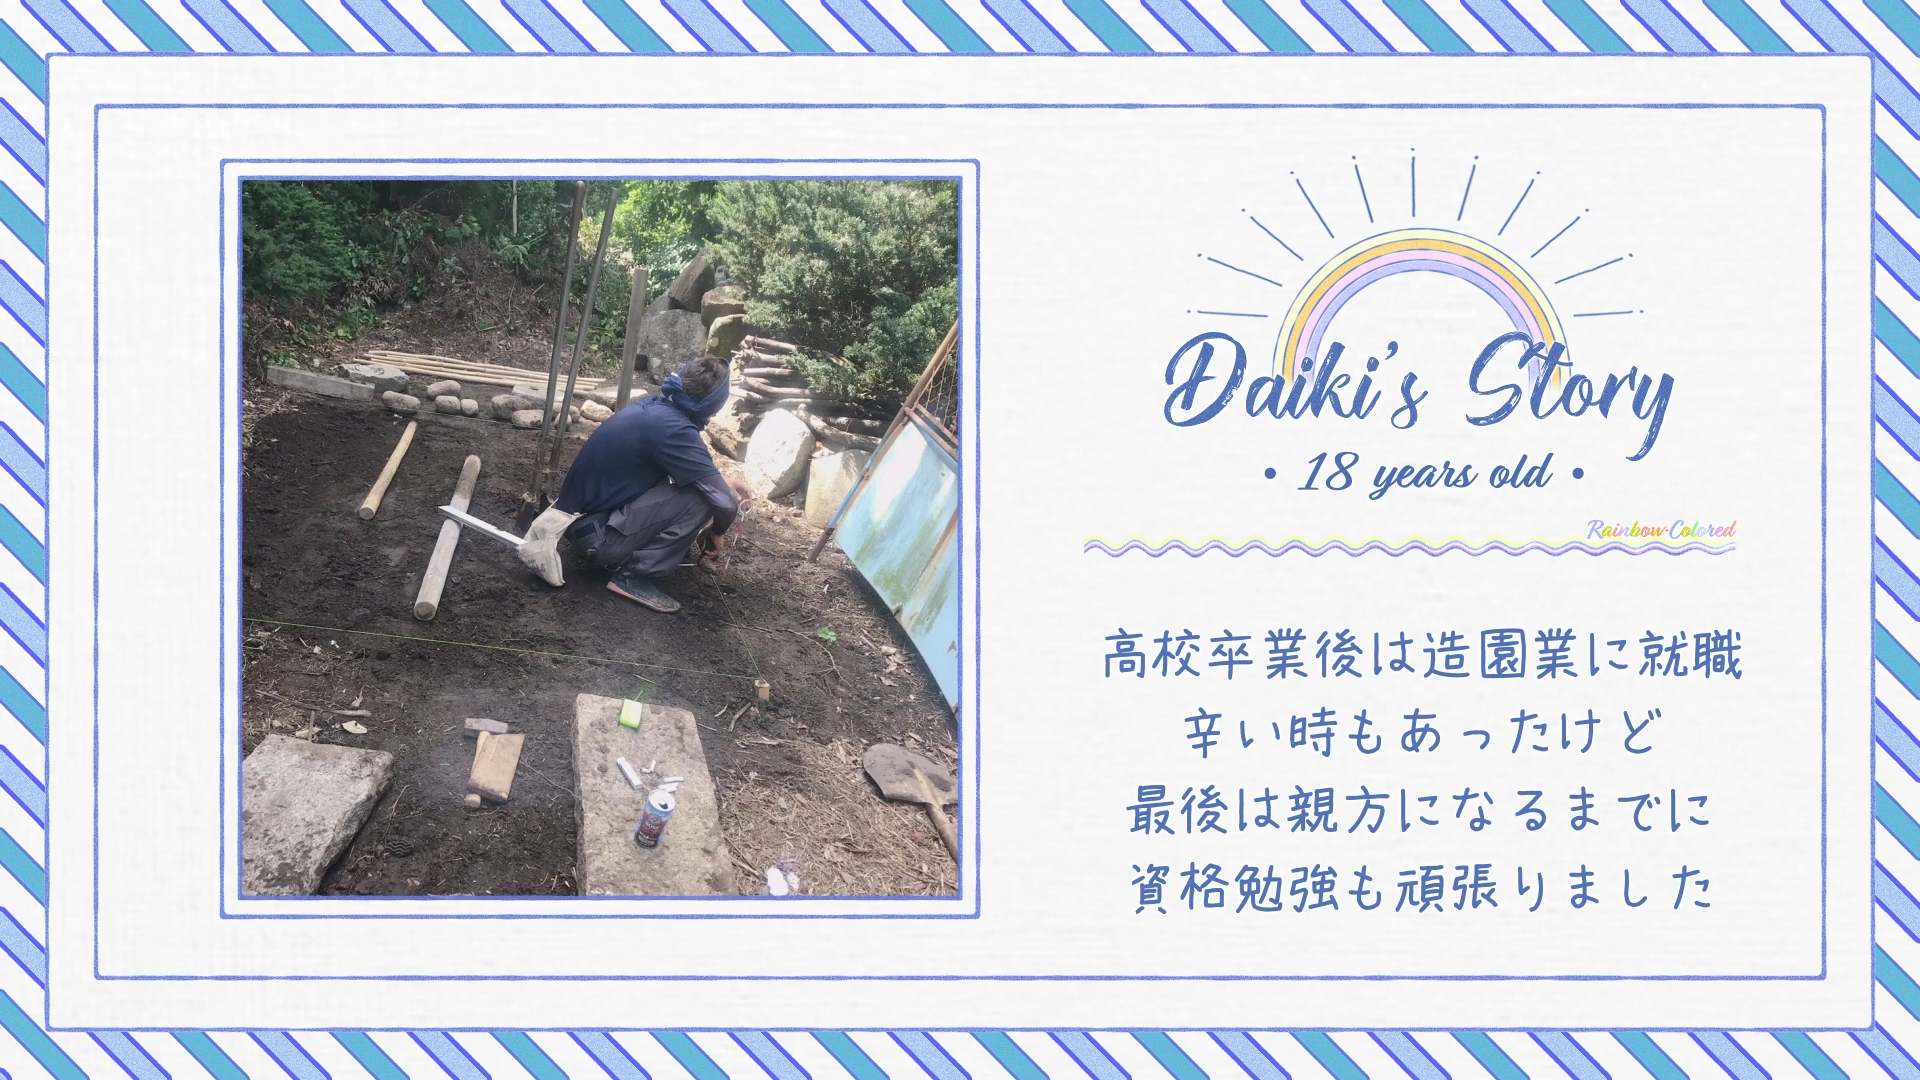 Daiki's Story
• 18 years old •
Rainbow-Colored
高校卒業後は造園業に就職
辛い時もあったけど
最後は親方になるまでに
資格勉強も頑張りました